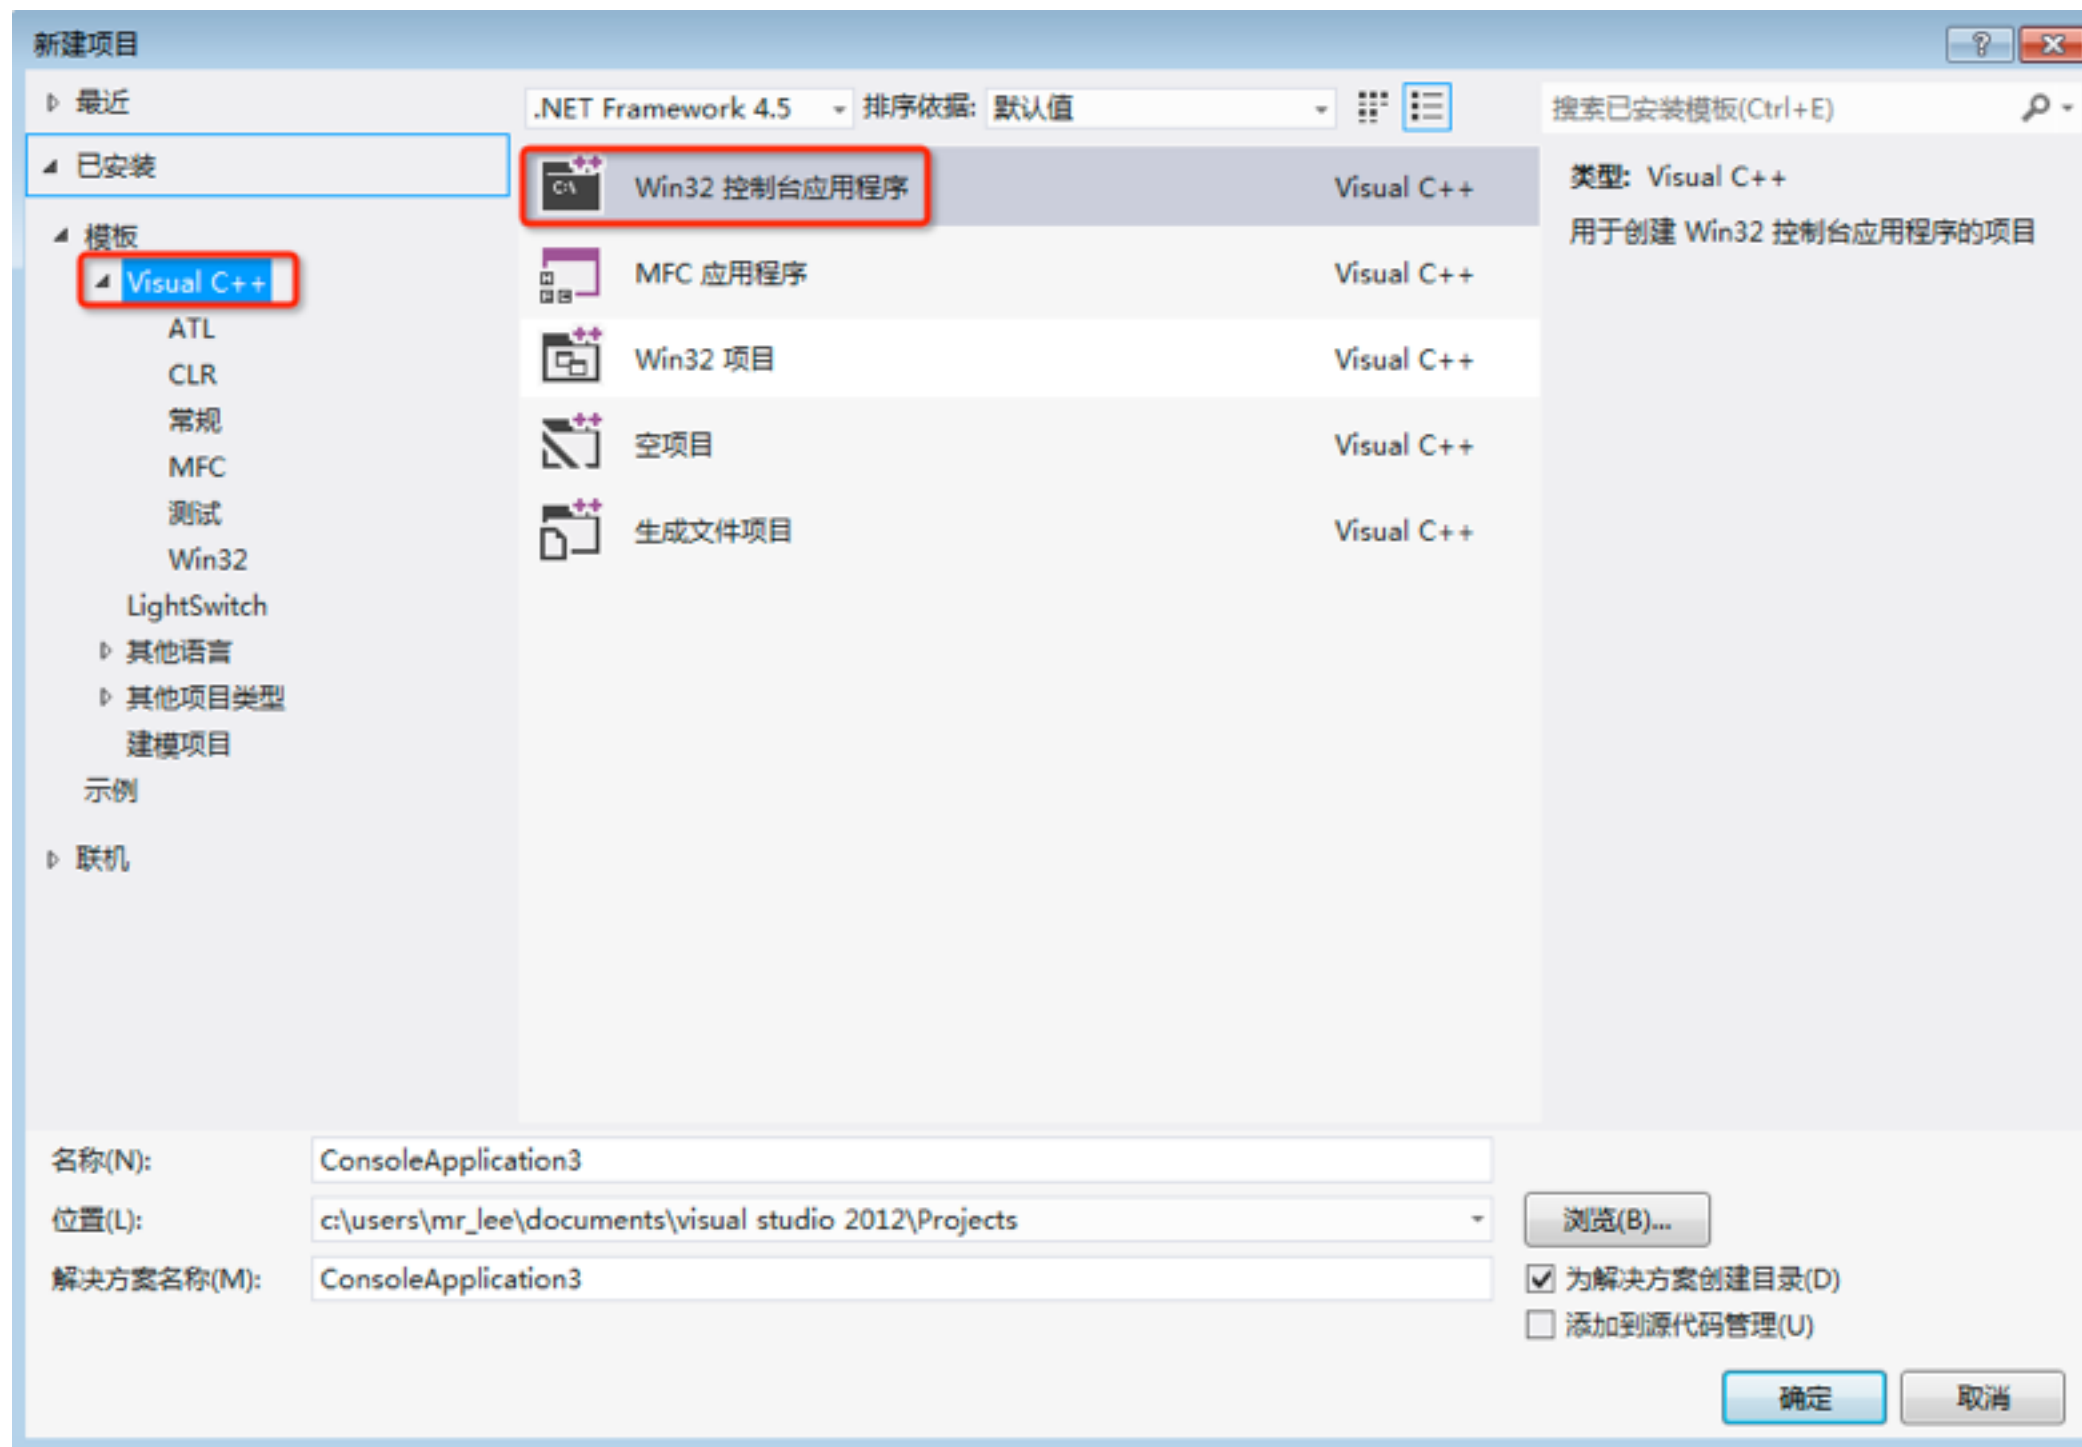 新建项目
最近
.NET Framework 4.5 排序依据: 默认值
搜索已安装模板(Ctrl+E)
已安装
模板
Visual C++
ATL
CLR
常规
MFC
测试
Win32
LightSwitch
其他语言
其他项目类型
建模项目
示例
联机
Win32 控制台应用程序 Visual C++
MFC 应用程序 Visual C++
Win32 项目 Visual C++
空项目 Visual C++
生成文件项目 Visual C++
类型: Visual C++
用于创建 Win32 控制台应用程序的项目
名称(N): ConsoleApplication3
位置(L): c:\users\mr_lee\documents\visual studio 2012\Projects
浏览(B)...
解决方案名称(M): ConsoleApplication3
为解决方案创建目录(D)
添加到源代码管理(U)
确定 取消